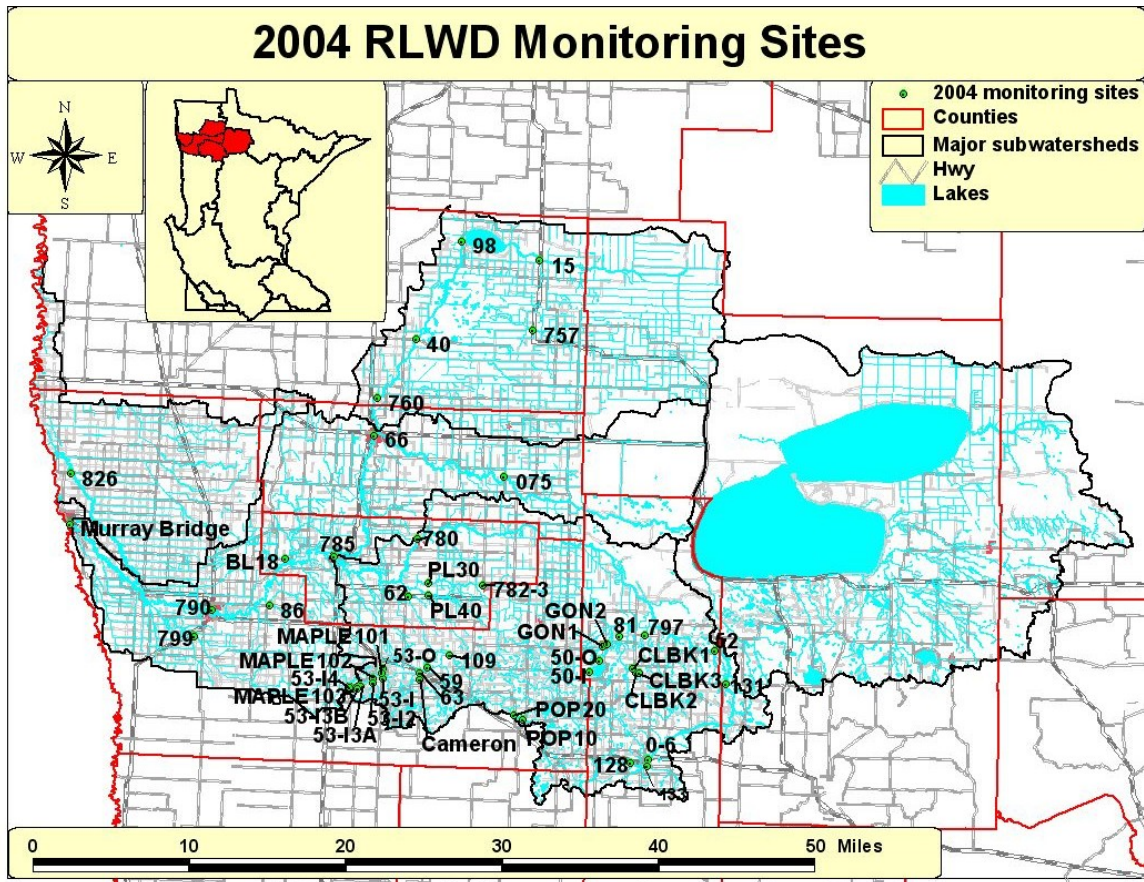 2004 RLWD Monitoring Sites
N
W E
S
2004 monitoring sites
Counties
Major subwatersheds
Hwy
Lakes
98
15
757
40
760
66
826
075
Murray Bridge
780
785
BL18
PL30
782-3
62
PL40
790
86
GON2
81
797
799
MAPLE101
GON1
52
53-O
109
50-O
CLBK1
MAPLE102
59
50-I
CLBK3
131
53-I4
63
CLBK2
MAPLE103
53-I
53-I3B
53-I2
POP20
53-I3A
Cameron
POP10
0-6
128
133
0 10 20 30 40 50 Miles